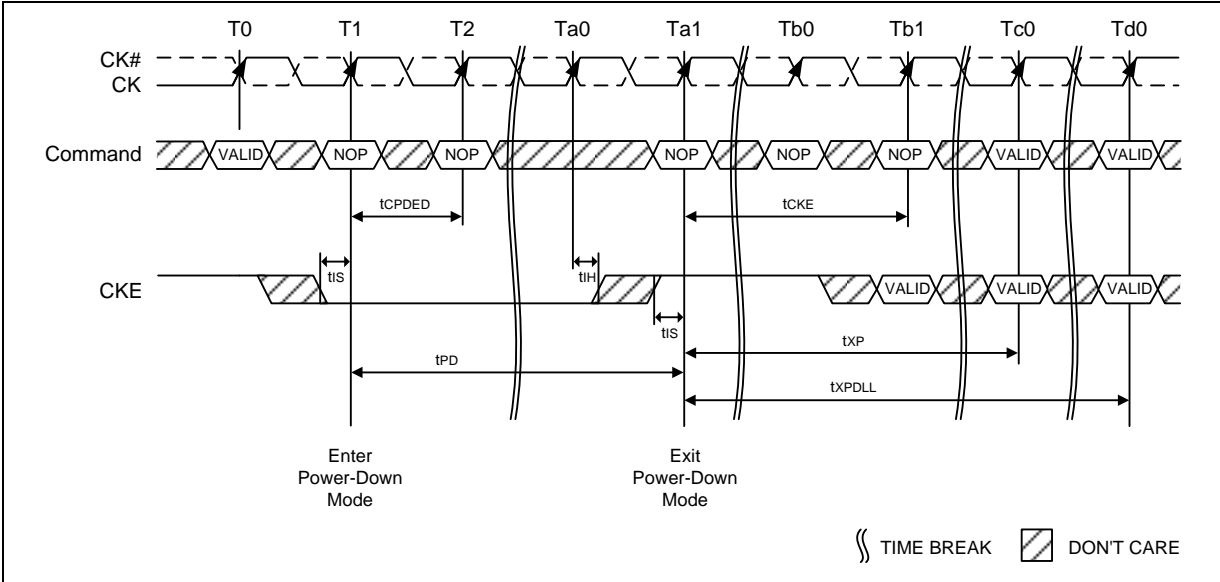 T0 T1 T2 Ta0 Ta1 Tb0 Tb1 Tc0 Td0
CK#
CK
Command VALID NOP NOP NOP NOP NOP VALID VALID
tCPDED tCKE
tIS tIH
CKE VALID VALID VALID
tIS
tXP
tPD
tXPDLL
Enter Power-Down Mode
Exit Power-Down Mode
TIME BREAK DON'T CARE